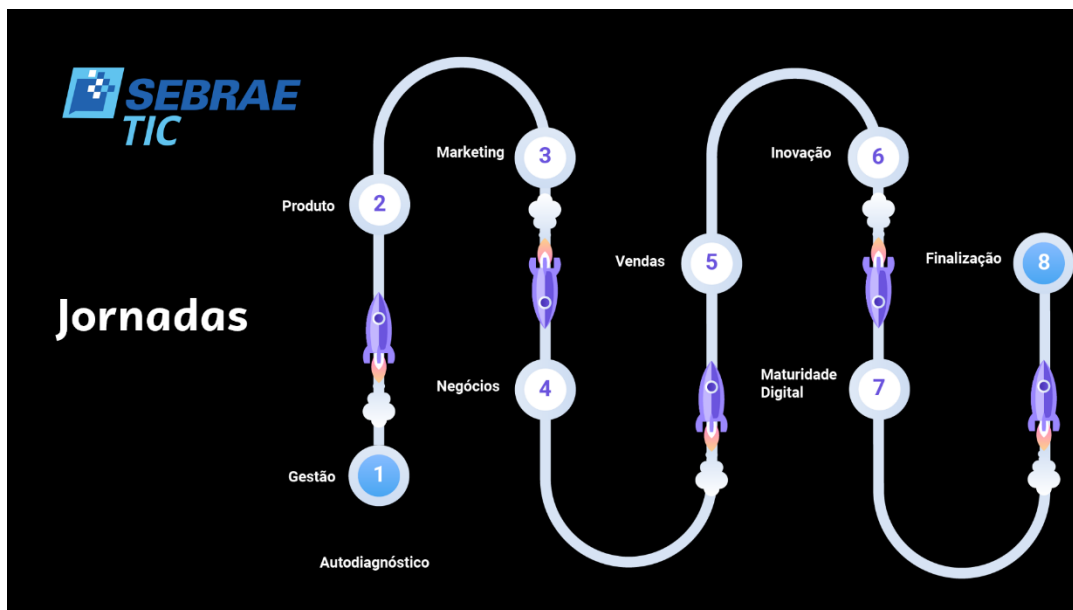 SEBRAE
TIC
Jornadas
Gestão
1
Autodiagnóstico
Produto
2
Marketing
3
Negócios
4
Vendas
5
Inovação
6
Maturidade
Digital
7
Finalização
8